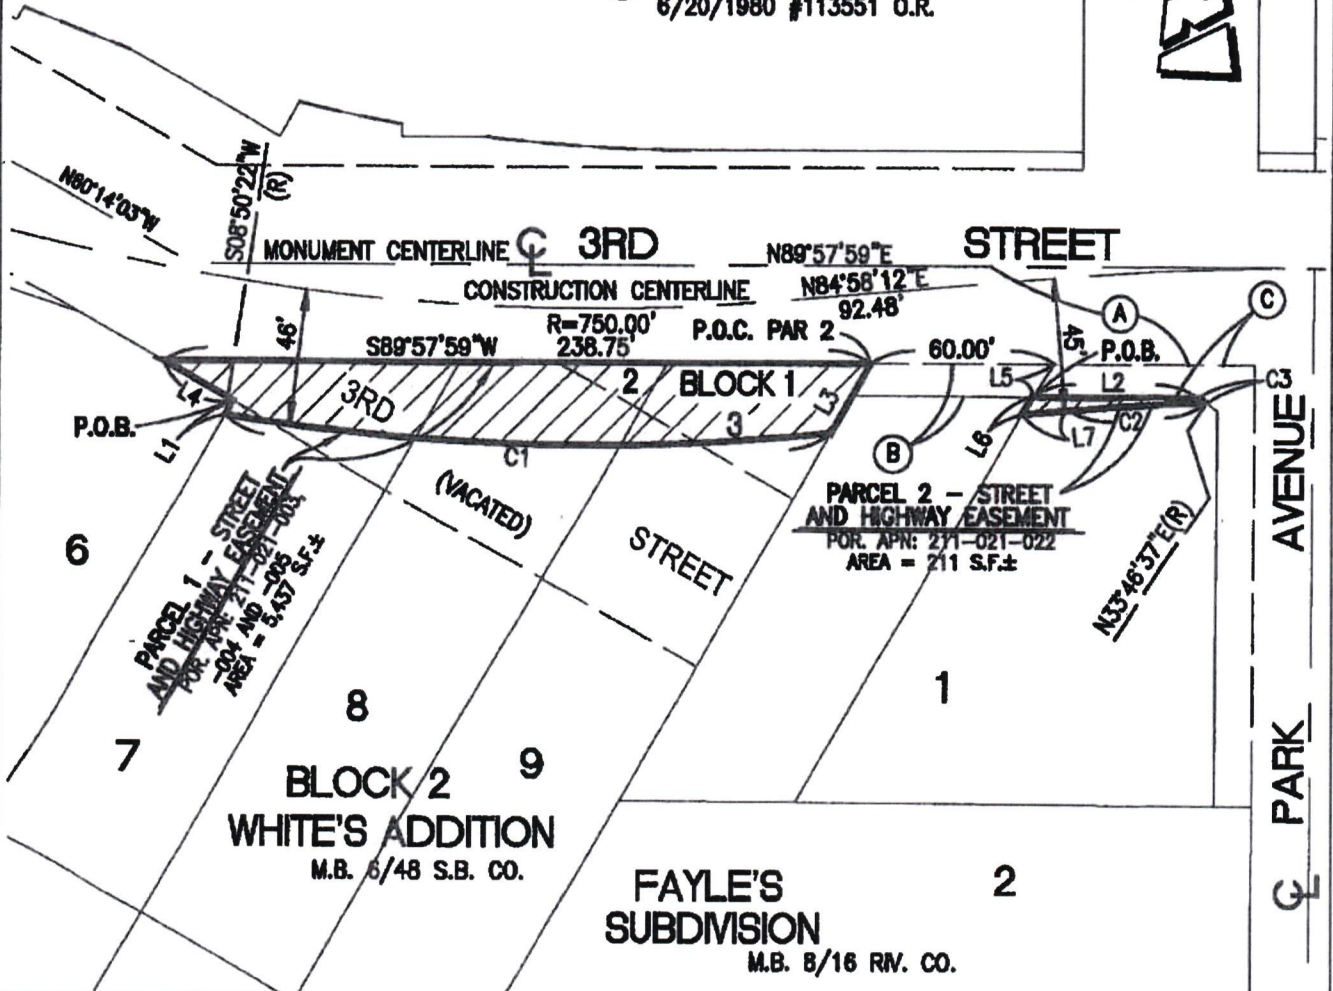 6/20/1980 #113551 O.R.
N60°14'03"W
S08°50'22"W
(R)
MONUMENT CENTERLINE CL 3RD STREET
N89°57'59"E
CONSTRUCTION CENTERLINE
N84°58'12"E
92.48'
R=750.00'
P.O.C. PAR 2
S89°57'59"W 238.75'
46'
60.00'
45'
A
C
P.O.B.
L5
L2
C3
L4
3RD
2
BLOCK 1
L3
3
P.O.B.
L1
C1
L6
L7
C2
B
(VACATED)
STREET
PARCEL 1 - STREET
AND HIGHWAY EASEMENT
POR. APN: 211-021-003,
-004 AND -005
AREA = 5,437 S.F.±
PARCEL 2 - STREET
AND HIGHWAY EASEMENT
POR. APN: 211-021-022
AREA = 211 S.F.±
N33°46'37"E(R)
6
7
8
9
1
BLOCK 2
WHITE'S ADDITION
M.B. 6/48 S.B. CO.
FAYLE'S
SUBDIVISION
M.B. 8/16 RIV. CO.
2
CL PARK AVENUE